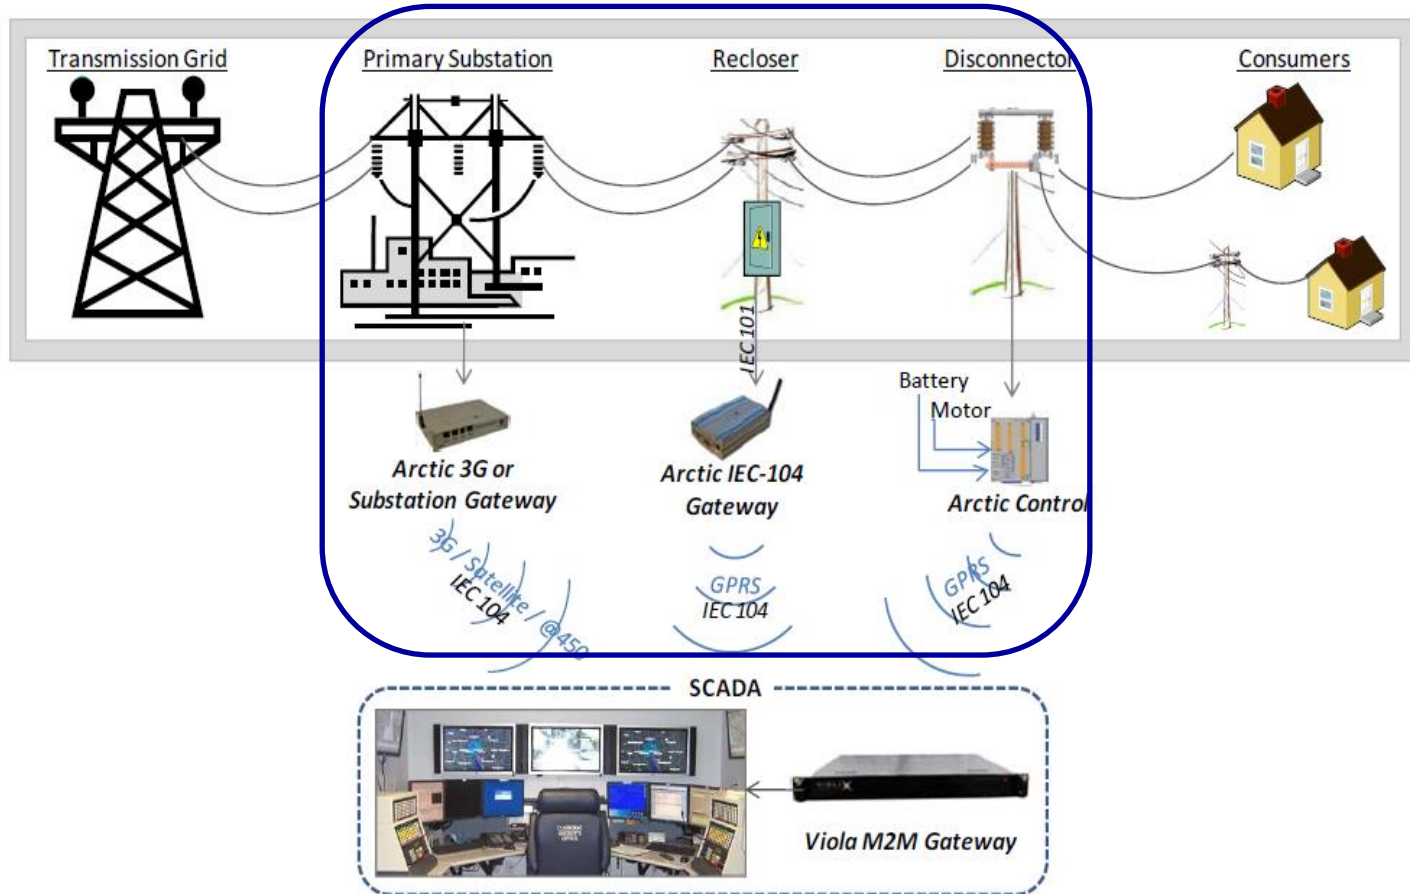 Transmission Grid
Primary Substation
Recloser
Disconnector
Consumers
IEC 101
Battery
Motor
Arctic 3G or
Substation Gateway
Arctic IEC-104
Gateway
Arctic Control
3G / Satellite / @450
IEC 104
GPRS
IEC 104
GPRS
IEC 104
SCADA
Viola M2M Gateway